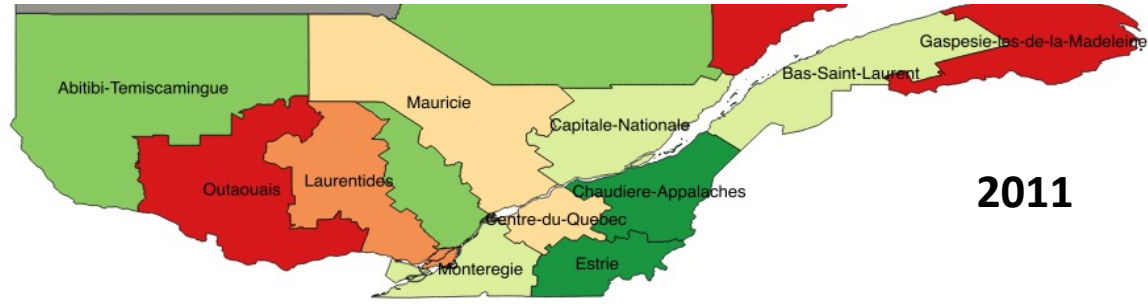 Gaspesie-Iles-de-la-Madeleine
Bas-Saint-Laurent
Abitibi-Temiscamingue
Mauricie
Capitale-Nationale
Outaouais
Laurentides
Chaudiere-Appalaches
2011
Centre-du-Quebec
Monteregie
Estrie